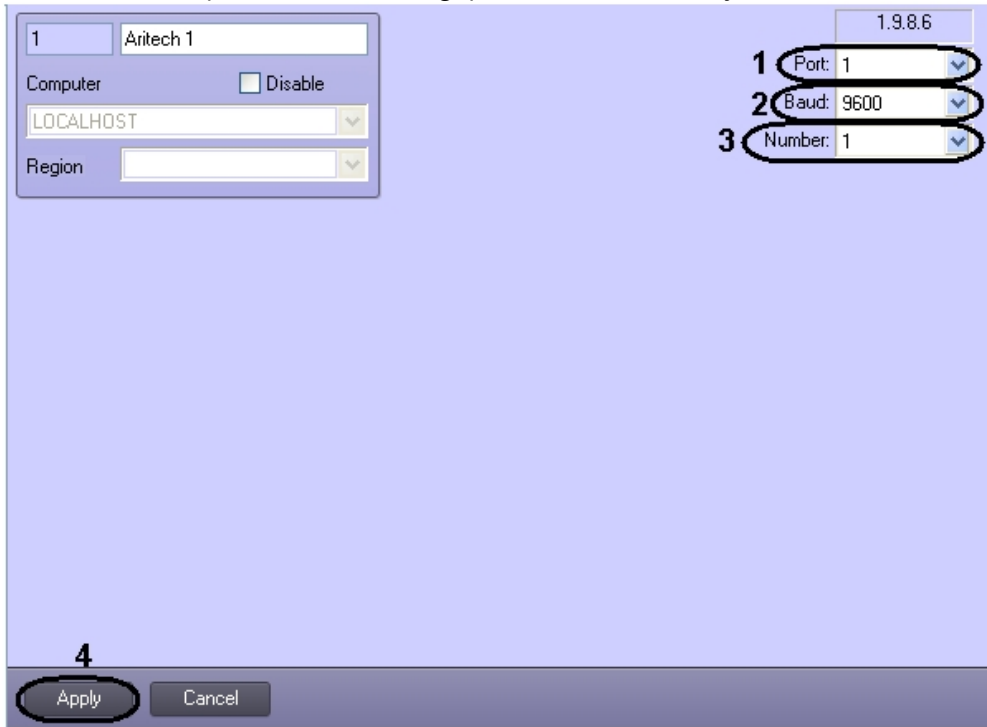 1 Aritech 1
Computer Disable
LOCALHOST
Region
1.9.8.6
1 Port: 1
2 Baud: 9600
3 Number: 1
4
Apply Cancel